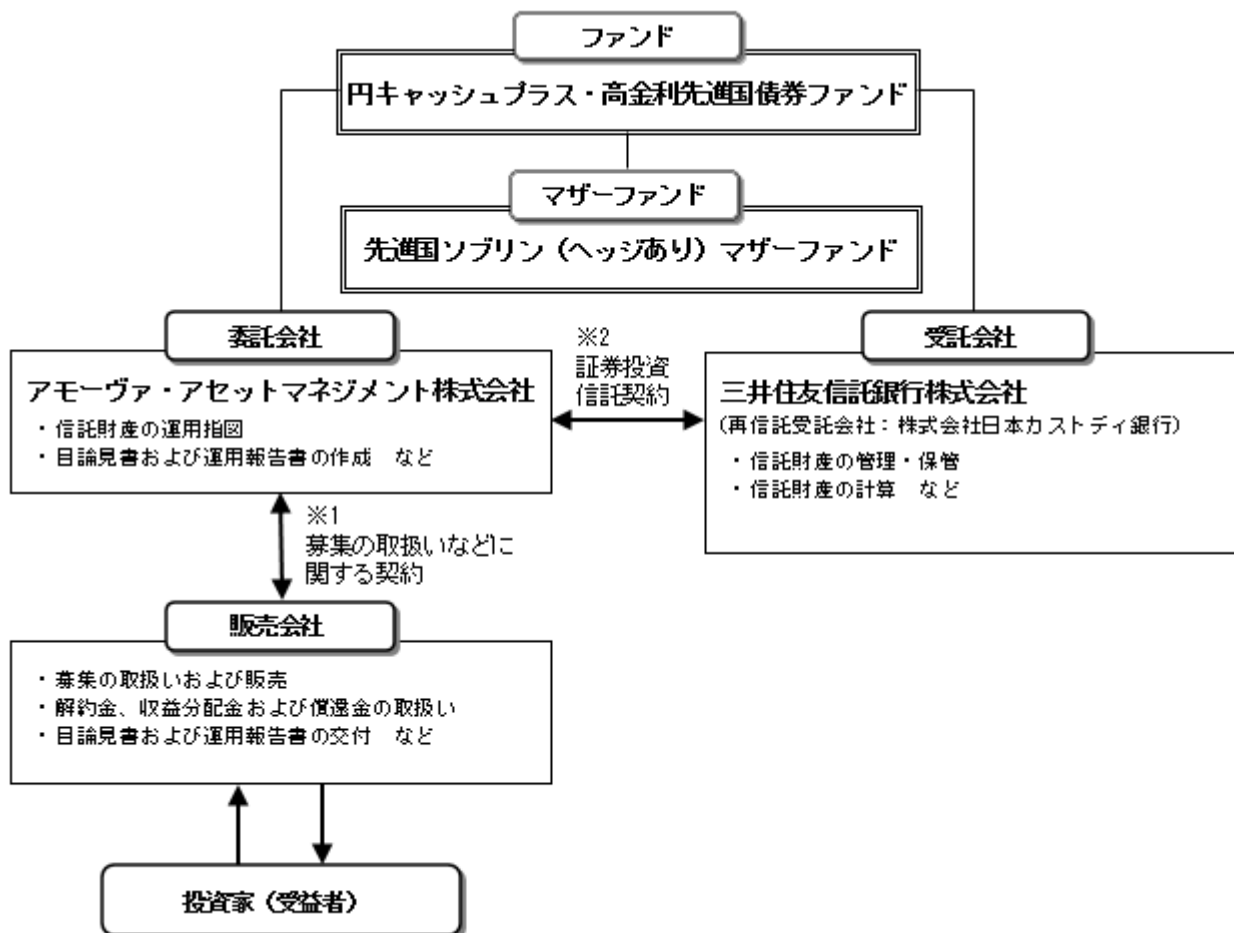 ファンド
円キャッシュプラス・高金利先進国債券ファンド
マザーファンド
先進国ソブリン(ヘッジあり)マザーファンド
委託会社
アモーヴァ・アセットマネジメント株式会社
・信託財産の運用指図
・目論見書および運用報告書の作成 など
※2
証券投資
信託契約
受託会社
三井住友信託銀行株式会社
(再信託受託会社:株式会社日本カストディ銀行)
・信託財産の管理・保管
・信託財産の計算 など
※1
募集の取扱いなどに
関する契約
販売会社
・募集の取扱いおよび販売
・解約金、収益分配金および償還金の取扱い
・目論見書および運用報告書の交付 など
投資家(受益者)